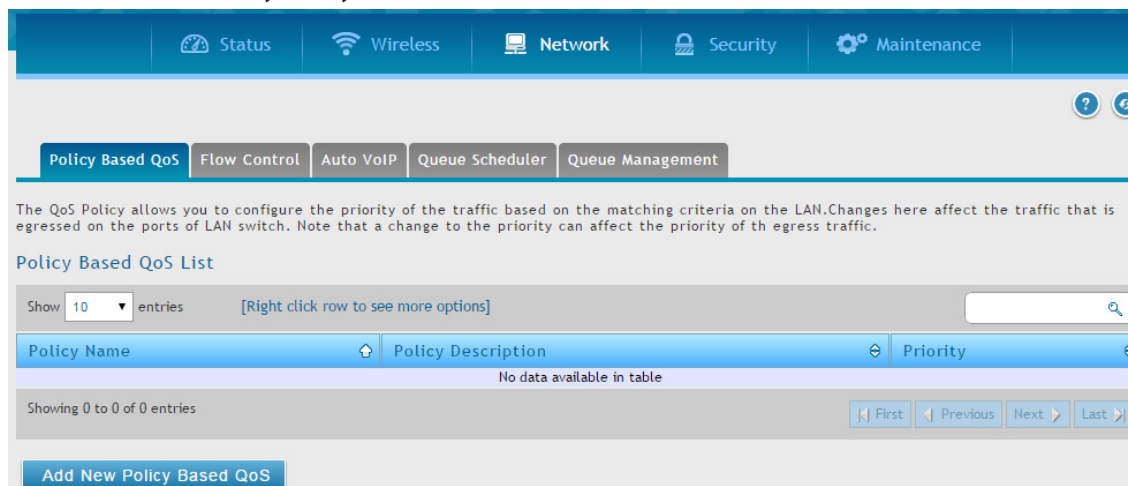 Status Wireless Network Security Maintenance
?
Policy Based QoS Flow Control Auto VoIP Queue Scheduler Queue Management
The QoS Policy allows you to configure the priority of the traffic based on the matching criteria on the LAN.Changes here affect the traffic that is
egressed on the ports of LAN switch. Note that a change to the priority can affect the priority of th egress traffic.
Policy Based QoS List
Show 10 entries [Right click row to see more options]
Policy Name Policy Description Priority
No data available in table
Showing 0 to 0 of 0 entries First Previous Next Last
Add New Policy Based QoS